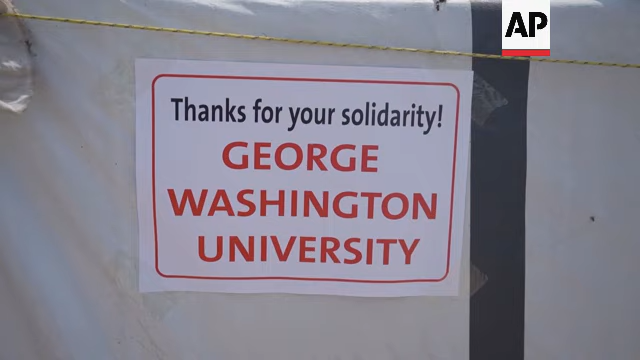 AP
Thanks for your solidarity!
GEORGE
WASHINGTON
UNIVERSITY